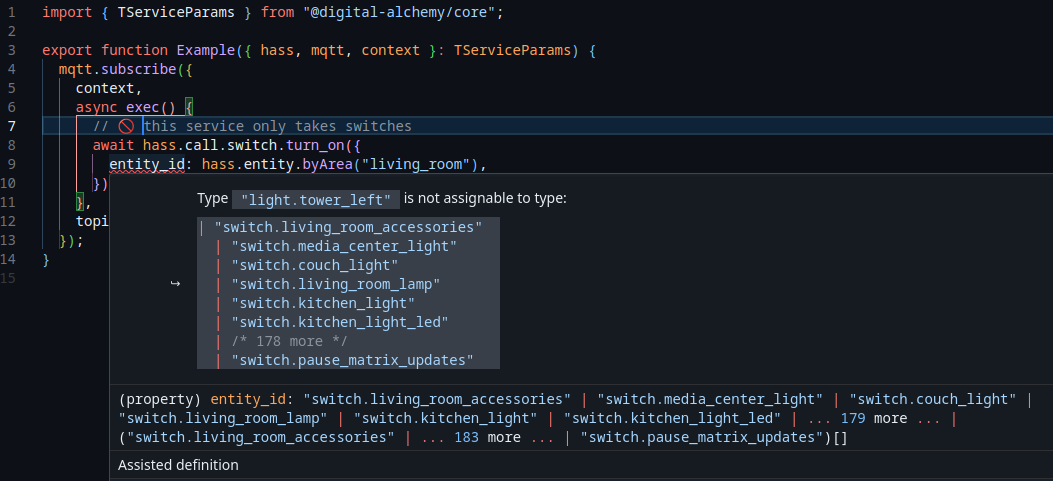 1 import { TServiceParams } from "@digital-alchemy/core";
2
3 export function Example({ hass, mqtt, context }: TServiceParams) {
4 mqtt.subscribe({
5 context,
6 async exec() {
7 // 🚫 this service only takes switches
8 await hass.call.switch.turn_on({
9 entity_id: hass.entity.byArea("living_room"),
10 })
11 },
12 topi
13 });
14 }
15
Type "light.tower_left" is not assignable to type:
| "switch.living_room_accessories"
| "switch.media_center_light"
| "switch.couch_light"
↪ | "switch.living_room_lamp"
| "switch.kitchen_light"
| "switch.kitchen_light_led"
| /* 178 more */
| "switch.pause_matrix_updates"
(property) entity_id: "switch.living_room_accessories" | "switch.media_center_light" | "switch.couch_light" |
"switch.living_room_lamp" | "switch.kitchen_light" | "switch.kitchen_light_led" | ... 179 more ... |
("switch.living_room_accessories" | ... 183 more ... | "switch.pause_matrix_updates")[]
Assisted definition